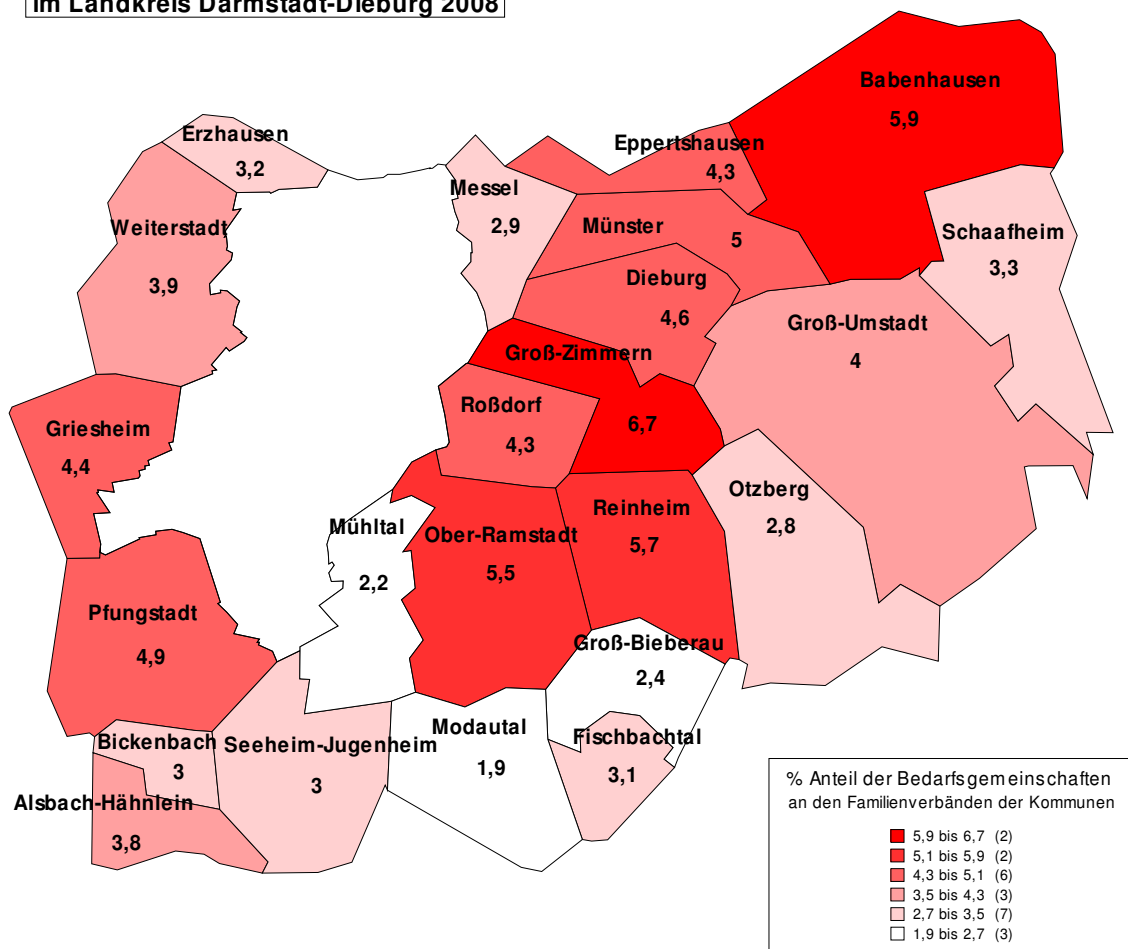 im Landkreis Darmstadt-Dieburg 2008
Babenhausen
5,9
Erzhausen
3,2
Eppertshausen
4,3
Messel
2,9
Weiterstadt
3,9
Münster 5
Schaafheim
3,3
Dieburg
4,6
Groß-Umstadt
4
Groß-Zimmern
6,7
Roßdorf
4,3
Griesheim
4,4
Otzberg
2,8
Reinheim
5,7
Mühltal
2,2
Ober-Ramstadt
5,5
Pfungstadt
4,9
Groß-Bieberau
2,4
Modautal
1,9
Fischbachtal
3,1
Bickenbach
3
Seeheim-Jugenheim
3
Alsbach-Hähnlein
3,8
% Anteil der Bedarfsgemeinschaften
an den Familienverbänden der Kommunen
5,9 bis 6,7 (2)
5,1 bis 5,9 (2)
4,3 bis 5,1 (6)
3,5 bis 4,3 (3)
2,7 bis 3,5 (7)
1,9 bis 2,7 (3)